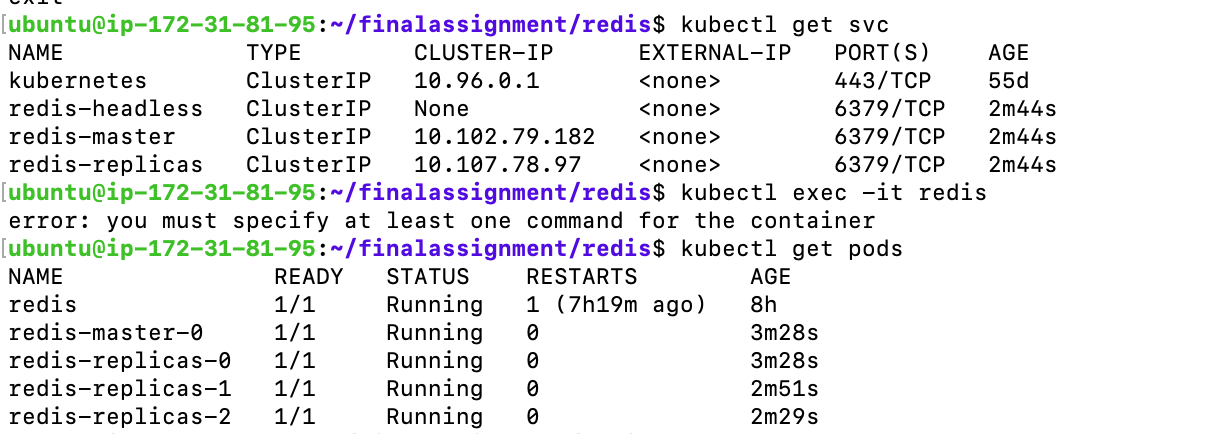 exit
[ubuntu@ip-172-31-81-95:~/finalassignment/redis$ kubectl get svc
NAME TYPE CLUSTER-IP EXTERNAL-IP PORT(S) AGE
kubernetes ClusterIP 10.96.0.1 <none> 443/TCP 55d
redis-headless ClusterIP None <none> 6379/TCP 2m44s
redis-master ClusterIP 10.102.79.182 <none> 6379/TCP 2m44s
redis-replicas ClusterIP 10.107.78.97 <none> 6379/TCP 2m44s
[ubuntu@ip-172-31-81-95:~/finalassignment/redis$ kubectl exec -it redis
error: you must specify at least one command for the container
[ubuntu@ip-172-31-81-95:~/finalassignment/redis$ kubectl get pods
NAME READY STATUS RESTARTS AGE
redis 1/1 Running 1 (7h19m ago) 8h
redis-master-0 1/1 Running 0 3m28s
redis-replicas-0 1/1 Running 0 3m28s
redis-replicas-1 1/1 Running 0 2m51s
redis-replicas-2 1/1 Running 0 2m29s